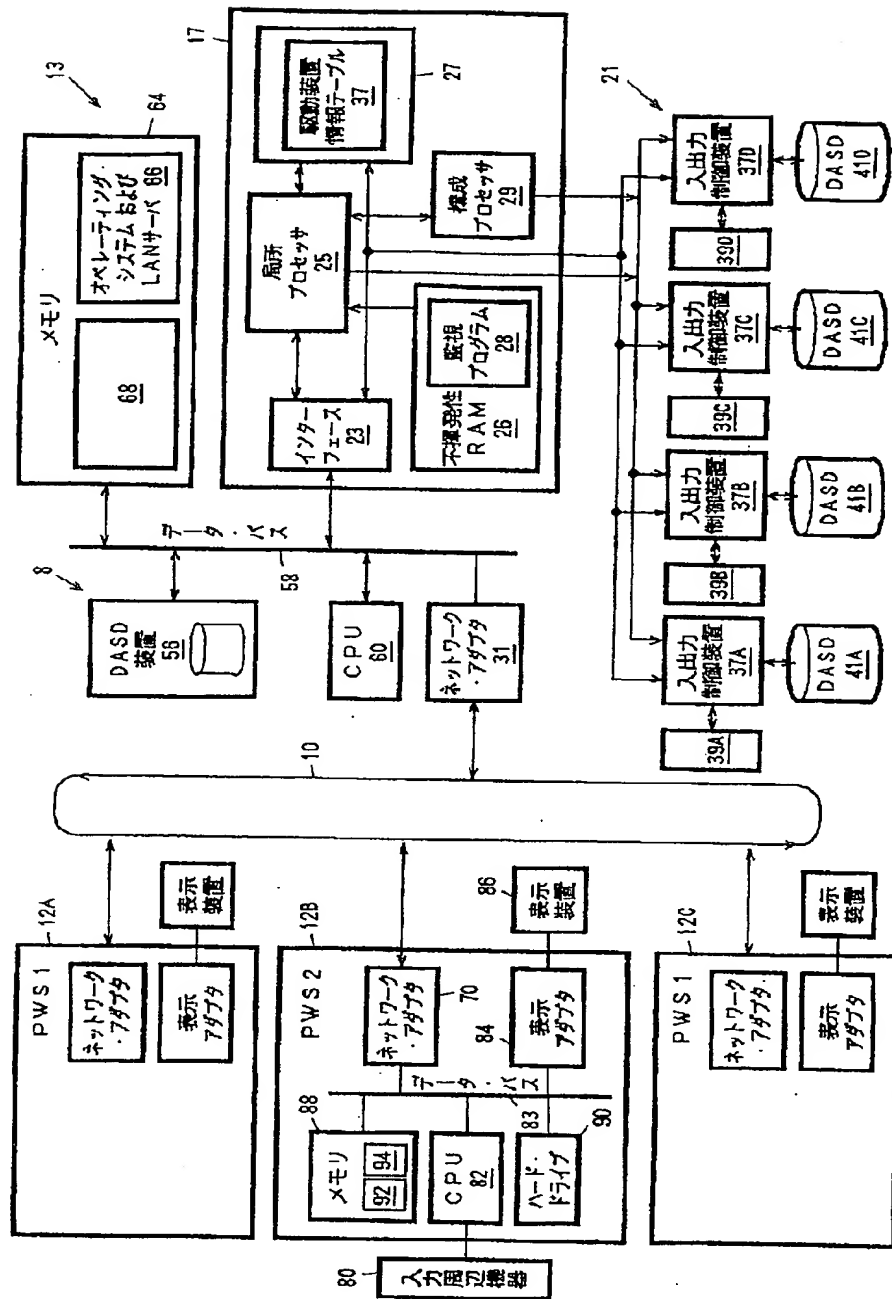 12A
PWS1
ネットワーク
・アダプタ
表示
アダプタ
表示
装置
80
入力周辺機器
12B
PWS2
88
メモリ
92
94
CPU
82
ハード・
ドライブ
90
データ・バス
83
ネットワーク
・アダプタ
70
84
表示
アダプタ
86
表示
装置
12C
PWS1
ネットワーク
・アダプタ
表示
アダプタ
表示
装置
10
8
DASD
装置
56
CPU
60
ネットワーク
・アダプタ
31
データ・バス
58
13
64
メモリ
68
オペレーティング・
システムおよび
LANサーバ 66
17
インター
フェース
23
局所
プロセッサ
25
駆動装置
情報テーブル
37
27
不揮発性
RAM
26
監視
プログラム
28
構成
プロセッサ
29
21
39A
入出力
制御装置
37A
DASD
41A
39B
入出力
制御装置
37B
DASD
41B
39C
入出力
制御装置
37C
DASD
41C
39D
入出力
制御装置
37D
DASD
41D